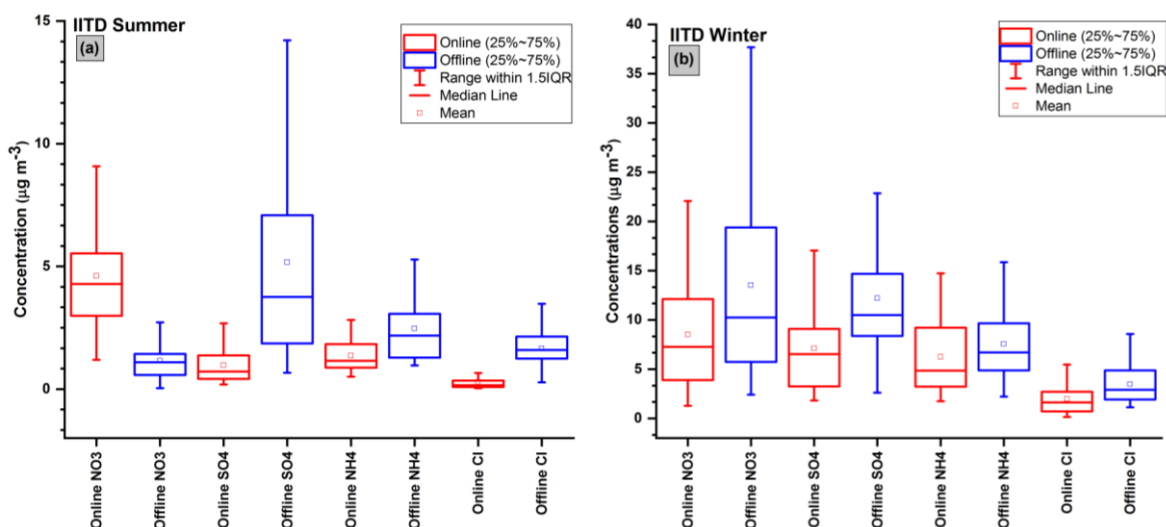 IITD Summer
(a)
Online (25%~75%)
Offline (25%~75%)
Range within 1.5IQR
Median Line
Mean
Concentration (µg m-3)
15
10
5
0
Online NO3
Offline NO3
Online SO4
Offline SO4
Online NH4
Offline NH4
Online Cl
Offline Cl
IITD Winter
(b)
Online (25%~75%)
Offline (25%~75%)
Range within 1.5IQR
Median Line
Mean
Concentrations (µg m-3)
40
35
30
25
20
15
10
5
0
Online NO3
Offline NO3
Online SO4
Offline SO4
Online NH4
Offline NH4
Online Cl
Offline Cl